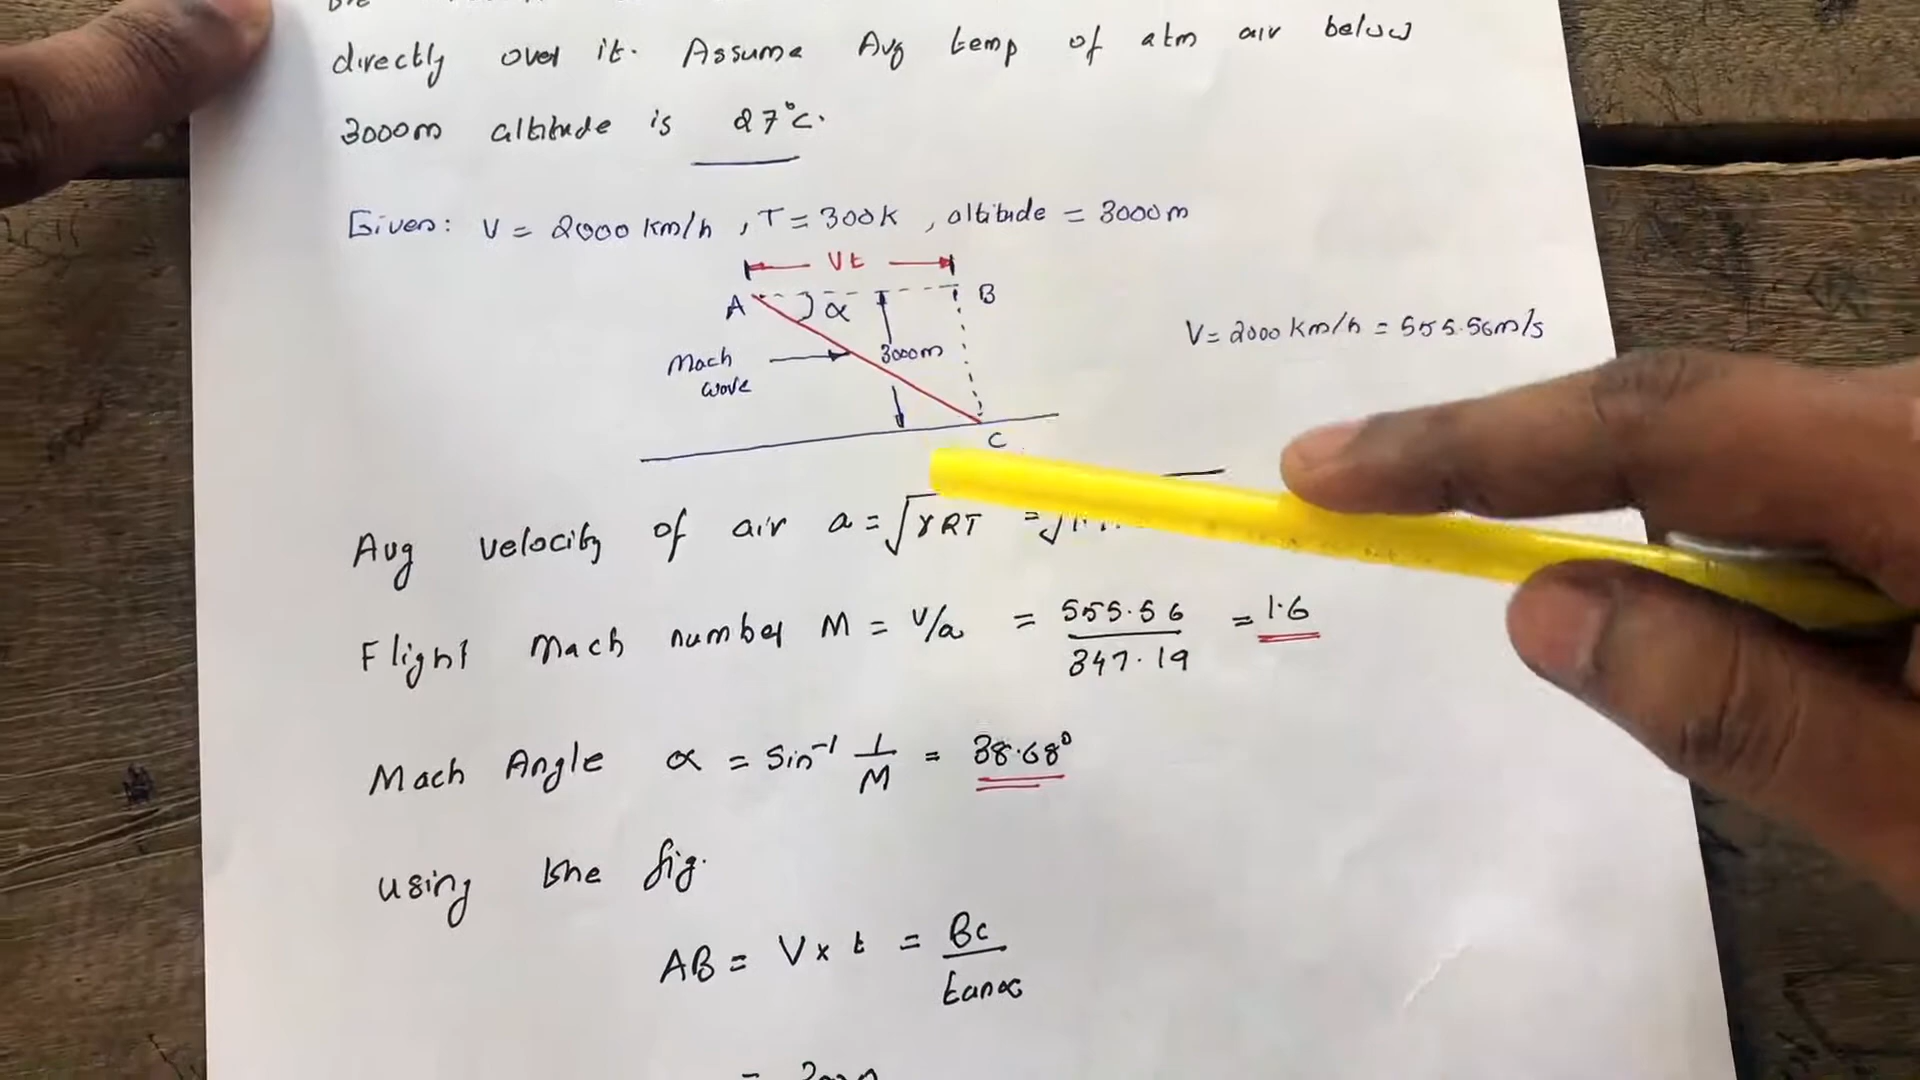 directly over it. Assume Avg temp of atm air below
3000m altitude is 27°c.
Given: V = 2000 km/h , T = 300k , altitude = 3000m
Vt
A α B
V = 2000 km/h = 555.56m/s
Mach wave
3000m
C
Avg velocity of air a = √γRT = √
Flight Mach number M = V/a = 555.56/347.19 = 1.6
Mach Angle α = Sin⁻¹ 1/M = 38.68°
using the fig.
AB = V x t = BC/tanα
=